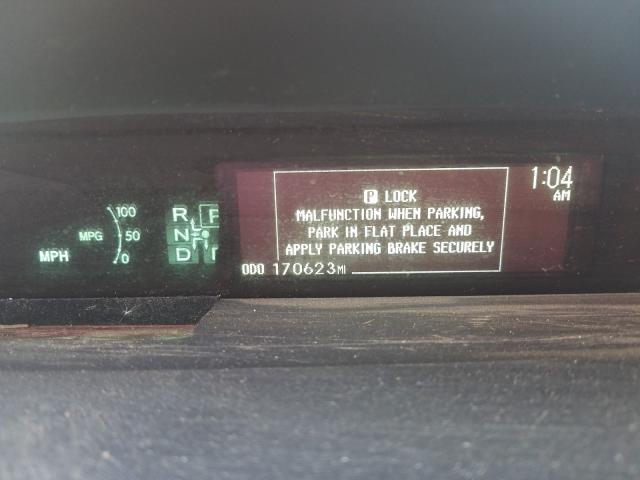 1:04
AM
P LOCK
MALFUNCTION WHEN PARKING,
PARK IN FLAT PLACE AND
APPLY PARKING BRAKE SECURELY
ODO 170623 MI
100
MPG 50
0
MPH
R P
N
D